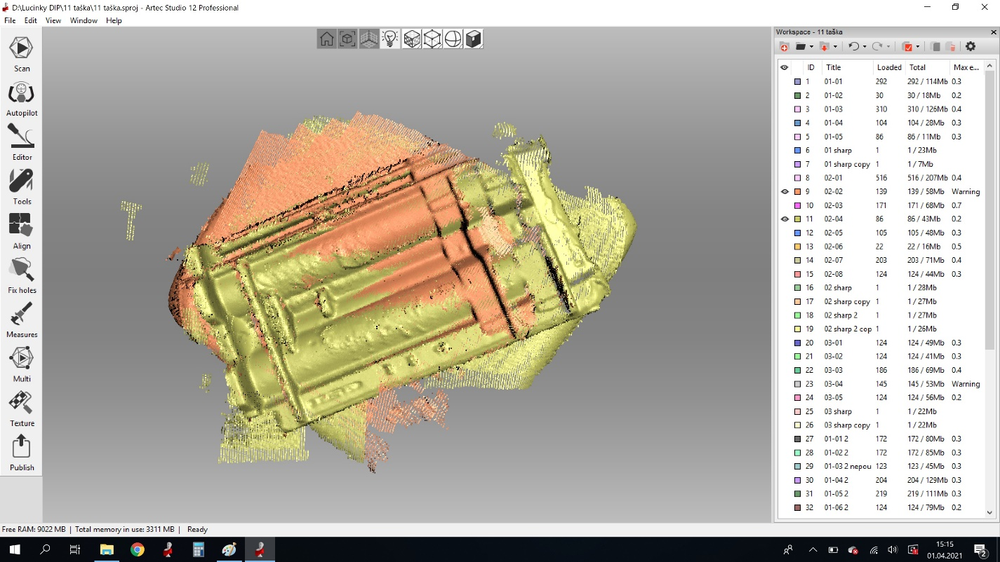 D:\Lucinky DIP\11 taška\11 taška.sproj - Artec Studio 12 Professional
File Edit View Window Help
Scan
Autopilot
Editor
Tools
Align
Fix holes
Measures
Multi
Texture
Publish
Workspace - 11 taška
ID Title Loaded Total Max e...
1 01-01 292 292 / 114Mb 0.3
2 01-02 30 30 / 18Mb 0.2
3 01-03 310 310 / 126Mb 0.4
4 01-04 104 104 / 28Mb 0.3
5 01-05 86 86 / 11Mb 0.3
6 01 sharp 1 1 / 23Mb
7 01 sharp copy 1 1 / 7Mb
8 02-01 516 516 / 207Mb 0.4
9 02-02 139 139 / 58Mb Warning
10 02-03 171 171 / 68Mb 0.7
11 02-04 86 86 / 43Mb 0.2
12 02-05 105 105 / 48Mb 0.3
13 02-06 22 22 / 16Mb 0.5
14 02-07 203 203 / 71Mb 0.4
15 02-08 124 124 / 44Mb 0.3
16 02 sharp 1 1 / 28Mb
17 02 sharp copy 1 1 / 27Mb
18 02 sharp 2 1 1 / 27Mb
19 02 sharp 2 cop 1 1 / 26Mb
20 03-01 124 124 / 49Mb 0.3
21 03-02 124 124 / 41Mb 0.3
22 03-03 186 186 / 69Mb 0.4
23 03-04 145 145 / 53Mb Warning
24 03-05 124 124 / 56Mb 0.2
25 03 sharp 1 1 / 22Mb
26 03 sharp copy 1 1 / 22Mb
27 01-01 2 172 172 / 80Mb 0.3
28 01-02 2 172 172 / 85Mb 0.3
29 01-03 2 nepou 123 123 / 45Mb 0.3
30 01-04 2 204 204 / 129Mb 0.3
31 01-05 2 219 219 / 111Mb 0.3
32 01-06 2 124 124 / 79Mb 0.2
Free RAM: 9022 MB | Total memory in use: 3311 MB | Ready
15:15
01.04.2021
2